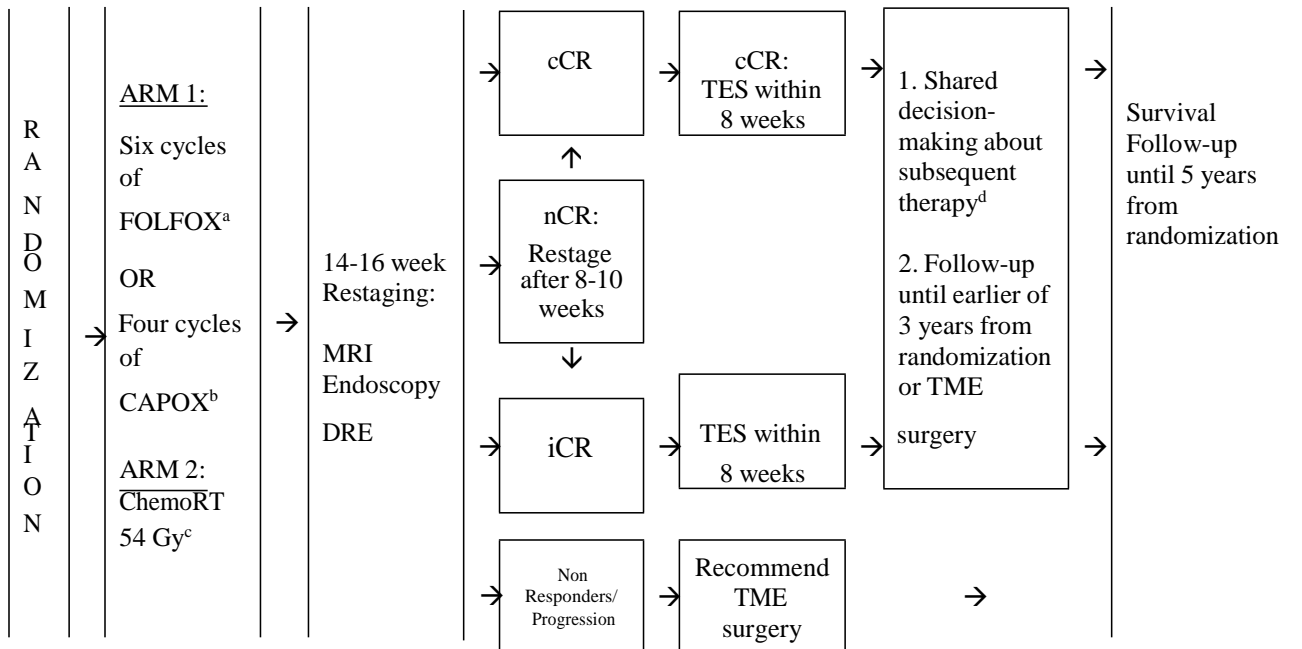 RANDOMIZATION
ARM 1:
Six cycles
of
FOLFOXᵃ
OR
Four cycles
of
CAPOXᵇ
ARM 2:
ChemoRT
54 Gyᶜ
14-16 week
Restaging:
MRI
Endoscopy
DRE
cCR
nCR:
Restage
after 8-10
weeks
iCR
Non
Responders/
Progression
cCR:
TES within
8 weeks
TES within
8 weeks
Recommend
TME
surgery
1. Shared
decision-
making about
subsequent
therapyᵈ
2. Follow-up
until earlier of
3 years from
randomization
or TME
surgery
Survival
Follow-up
until 5 years
from
randomization